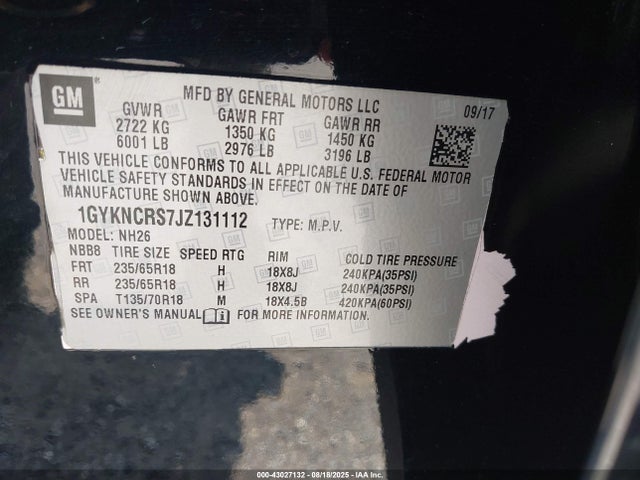 GM
MFD BY GENERAL MOTORS LLC
09/17
GVWR GAWR FRT GAWR RR
2722 KG 1350 KG 1450 KG
6001 LB 2976 LB 3196 LB
THIS VEHICLE CONFORMS TO ALL APPLICABLE U.S. FEDERAL MOTOR
VEHICLE SAFETY STANDARDS IN EFFECT ON THE DATE OF
MANUFACTURE SHOWN ABOVE.
1GYKNCRS7JZ131112 TYPE: M.P.V.
MODEL: NH26
NBB8 TIRE SIZE SPEED RTG RIM COLD TIRE PRESSURE
FRT 235/65R18 H 18X8J 240KPA(35PSI)
RR 235/65R18 H 18X8J 240KPA(35PSI)
SPA T135/70R18 M 18X4.5B 420KPA(60PSI)
SEE OWNER'S MANUAL FOR MORE INFORMATION.
000-43027132 - 08/18/2025 - IAAI.COM